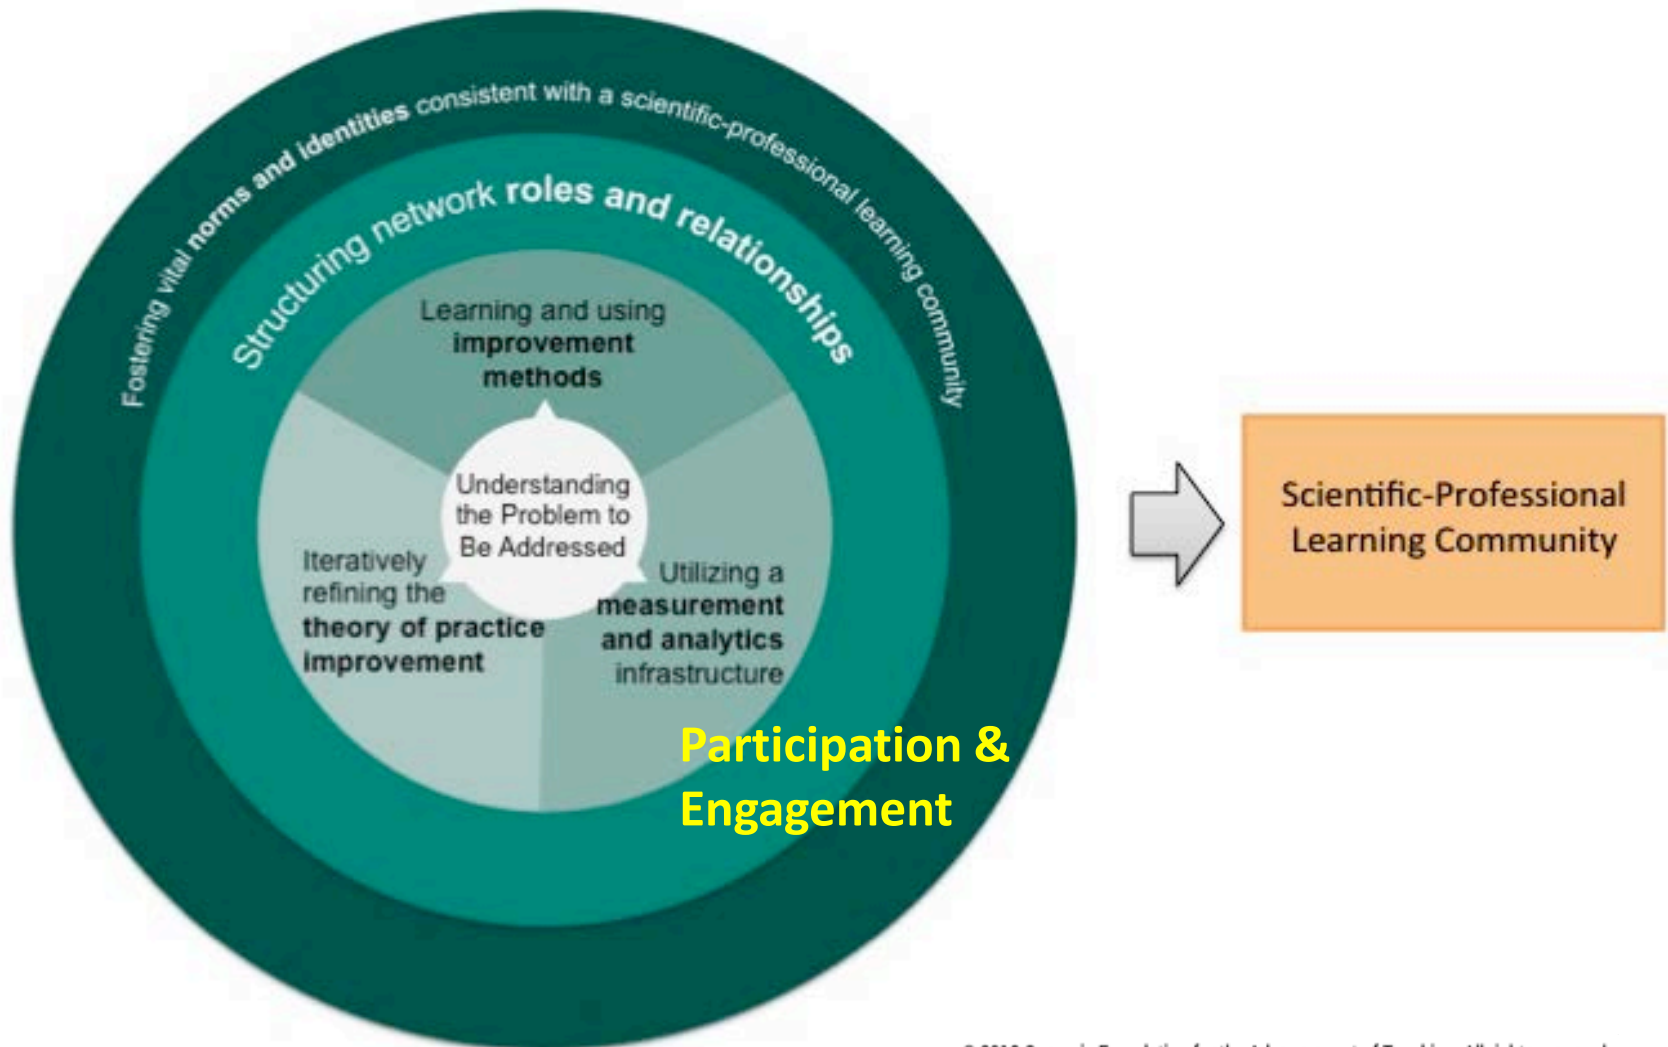 Fostering vital norms and identities consistent with a scientific-professional learning community
Structuring network roles and relationships
Learning and using
improvement
methods
Understanding
the Problem to
Be Addressed
Iteratively
refining the
theory of practice
improvement
Utilizing a
measurement
and analytics
infrastructure
Participation &
Engagement
Scientific-Professional
Learning Community